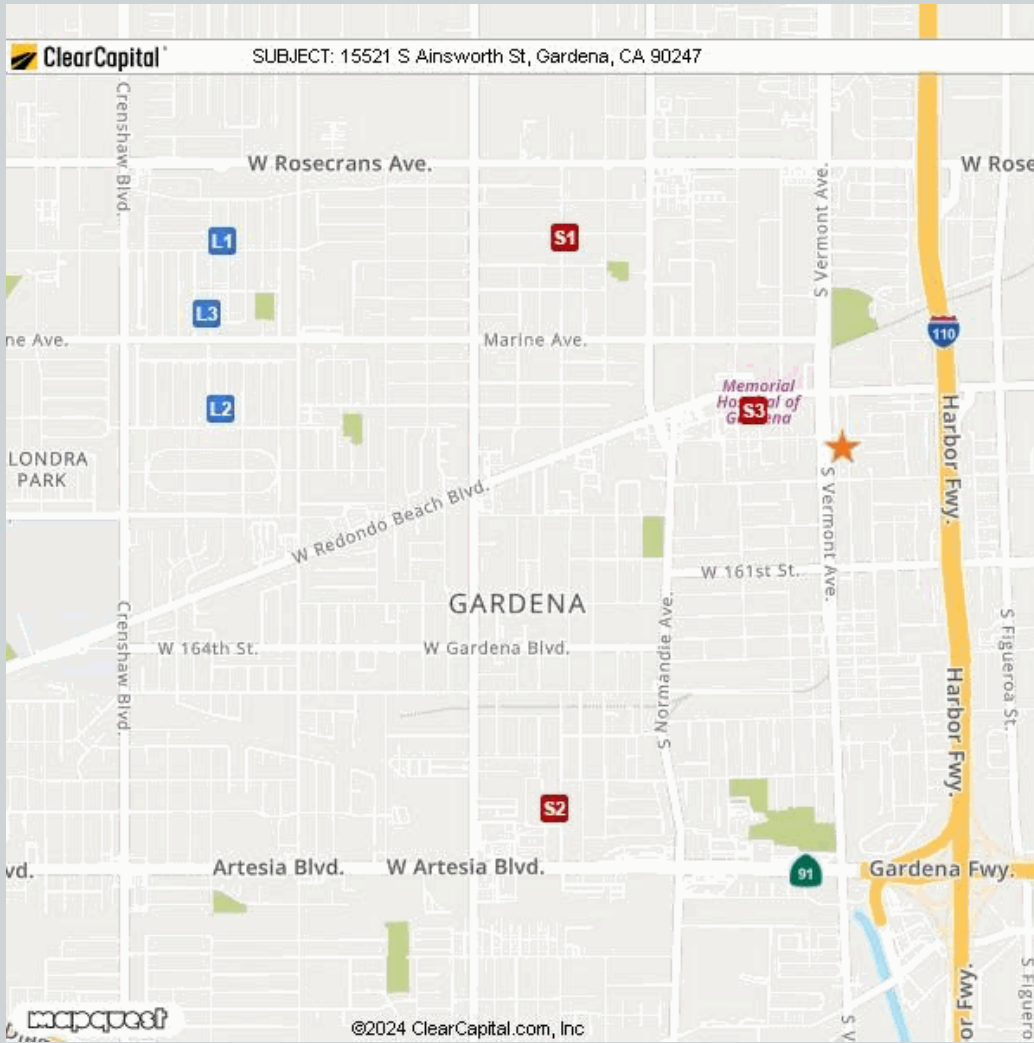 ClearCapital
SUBJECT: 15521 S Ainsworth St, Gardena, CA 90247
Crenshaw Blvd.
W Rosecrans Ave.
W Rose
S Vermont Ave.
L1
S1
L3
110
ne Ave.
Marine Ave.
Memorial
S3
L2
Harbor Fwy.
LONDRA
PARK
S Vermont Ave.
W Redondo Beach Blvd.
W 161st St.
GARDENA
S Normandie Ave.
Crenshaw Blvd.
S Figueroa St.
W 164th St.
W Gardena Blvd.
Harbor Fwy.
S2
vd.
Artesia Blvd.
W Artesia Blvd.
91
Gardena Fwy.
S Figuero
or Fwy.
S V
mapquest
©2024 ClearCapital.com, Inc